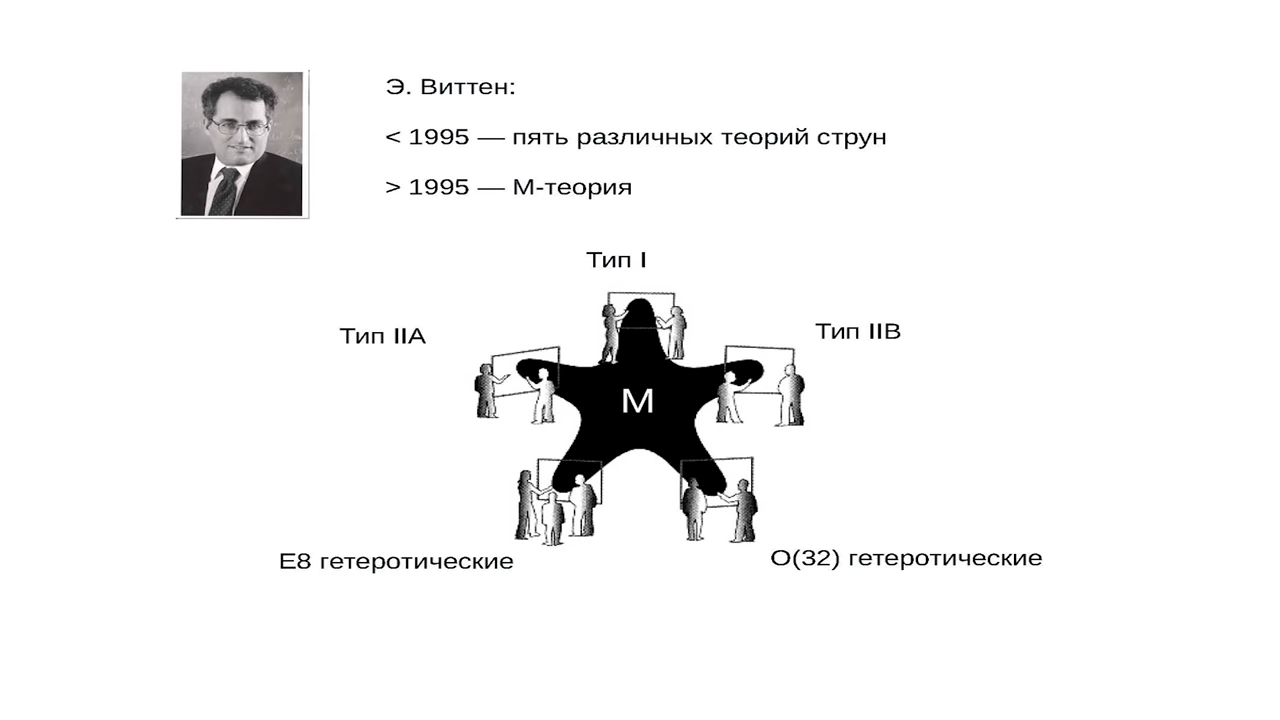 Э. Виттен:
< 1995 — пять различных теорий струн
> 1995 — М-теория
Тип I
Тип IIA
Тип IIB
M
E8 гетеротические
O(32) гетеротические